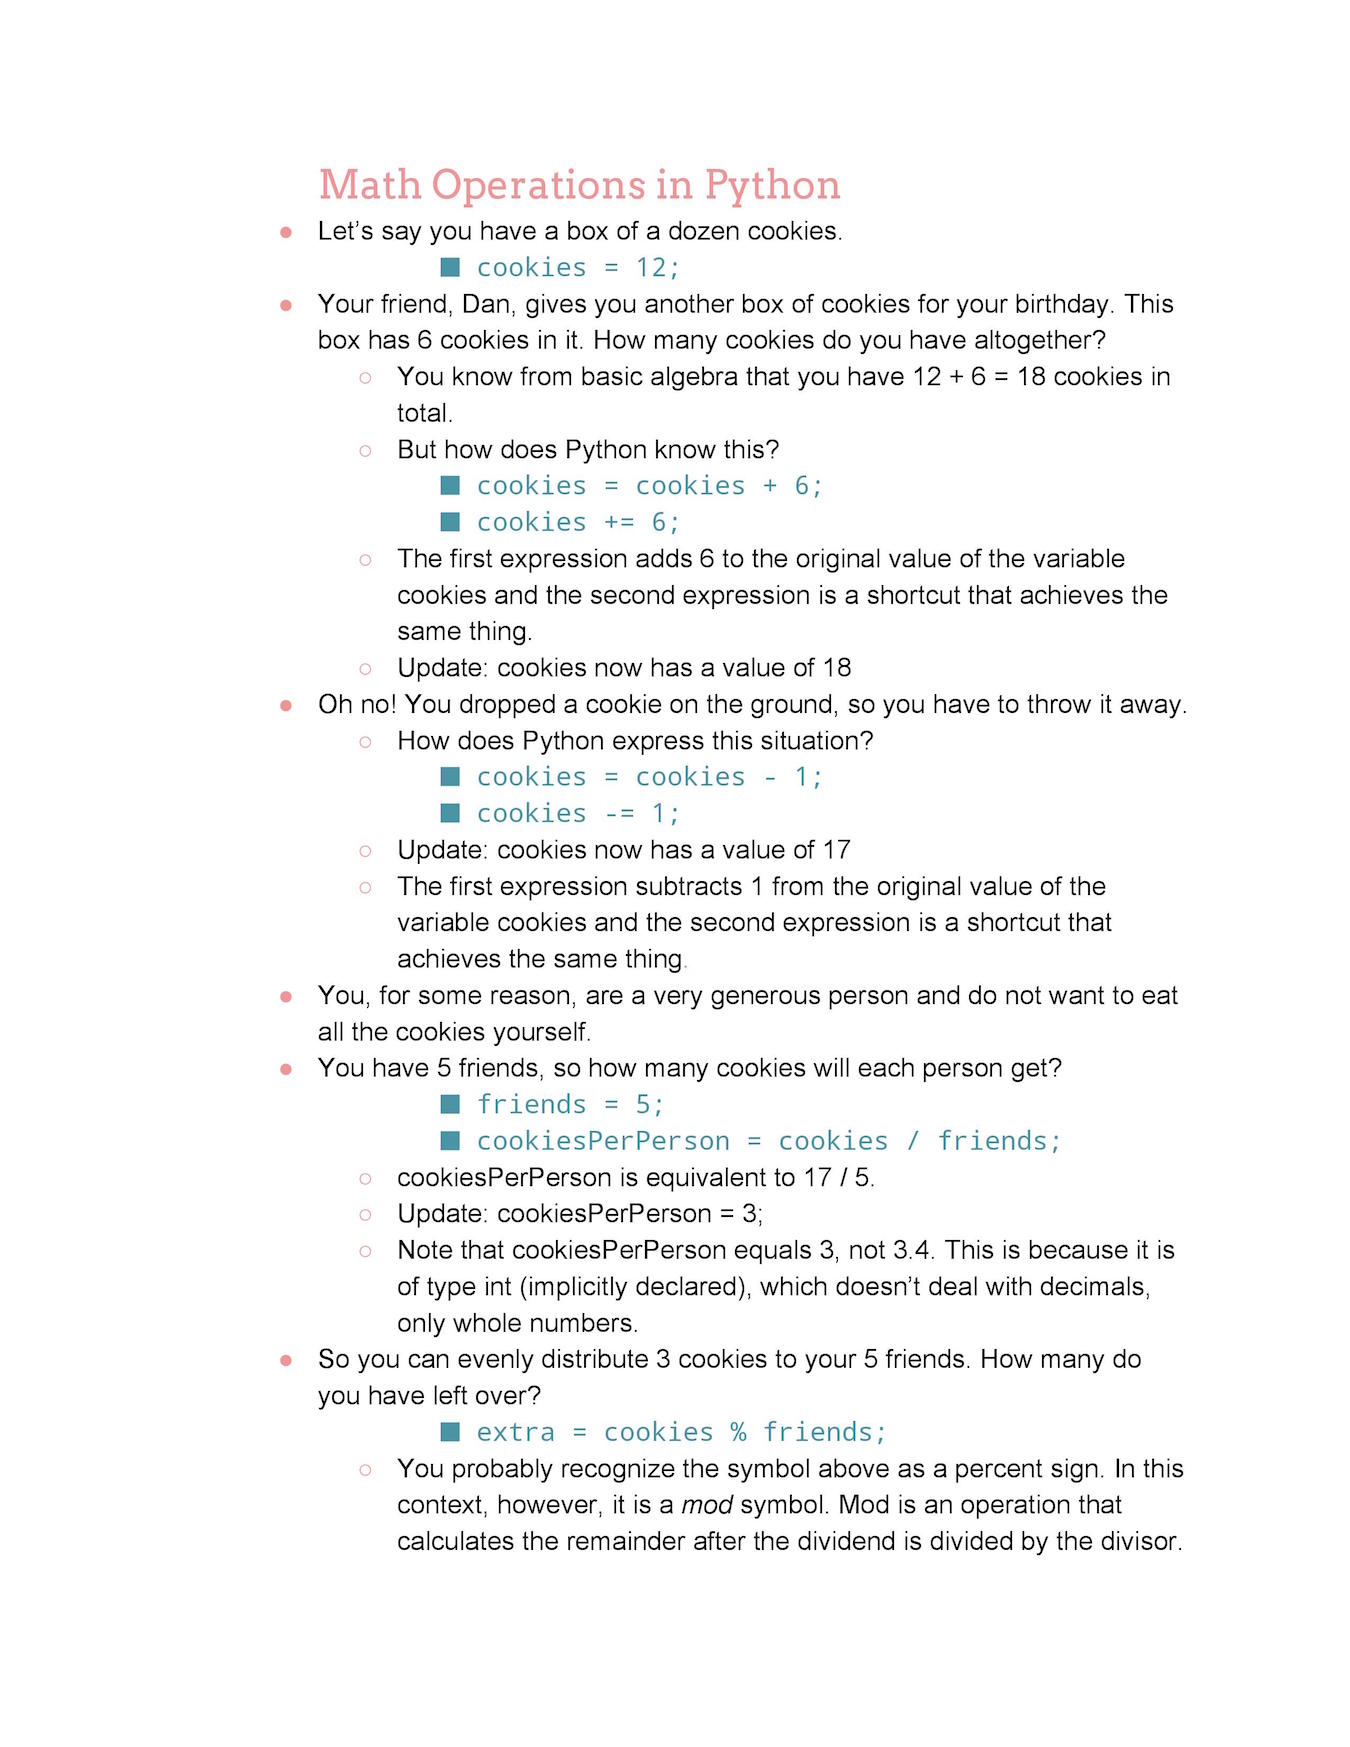 Math Operations in Python
● Let’s say you have a box of a dozen cookies.
■ cookies = 12;
● Your friend, Dan, gives you another box of cookies for your birthday. This
box has 6 cookies in it. How many cookies do you have altogether?
○ You know from basic algebra that you have 12 + 6 = 18 cookies in
total.
○ But how does Python know this?
■ cookies = cookies + 6;
■ cookies += 6;
○ The first expression adds 6 to the original value of the variable
cookies and the second expression is a shortcut that achieves the
same thing.
○ Update: cookies now has a value of 18
● Oh no! You dropped a cookie on the ground, so you have to throw it away.
○ How does Python express this situation?
■ cookies = cookies - 1;
■ cookies -= 1;
○ Update: cookies now has a value of 17
○ The first expression subtracts 1 from the original value of the
variable cookies and the second expression is a shortcut that
achieves the same thing.
● You, for some reason, are a very generous person and do not want to eat
all the cookies yourself.
● You have 5 friends, so how many cookies will each person get?
■ friends = 5;
■ cookiesPerPerson = cookies / friends;
○ cookiesPerPerson is equivalent to 17 / 5.
○ Update: cookiesPerPerson = 3;
○ Note that cookiesPerPerson equals 3, not 3.4. This is because it is
of type int (implicitly declared), which doesn’t deal with decimals,
only whole numbers.
● So you can evenly distribute 3 cookies to your 5 friends. How many do
you have left over?
■ extra = cookies % friends;
○ You probably recognize the symbol above as a percent sign. In this
context, however, it is a mod symbol. Mod is an operation that
calculates the remainder after the dividend is divided by the divisor.